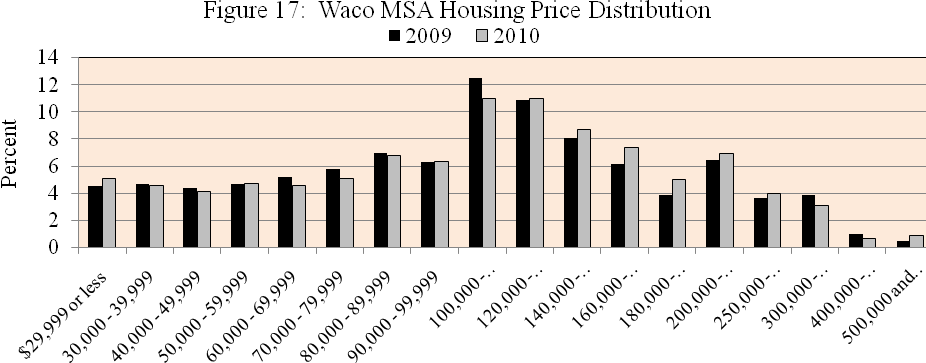 Figure 17:  Waco MSA Housing Price Distribution
2009 2010
14
12
10
8
6
4
2
0
Percent
$29,999 or less
30,000 - 39,999
40,000 - 49,999
50,000 - 59,999
60,000 - 69,999
70,000 - 79,999
80,000 - 89,999
90,000 - 99,999
100,000-..
120,000-..
140,000-..
160,000-..
180,000-..
200,000-..
250,000-..
300,000-..
400,000-..
500,000 and..